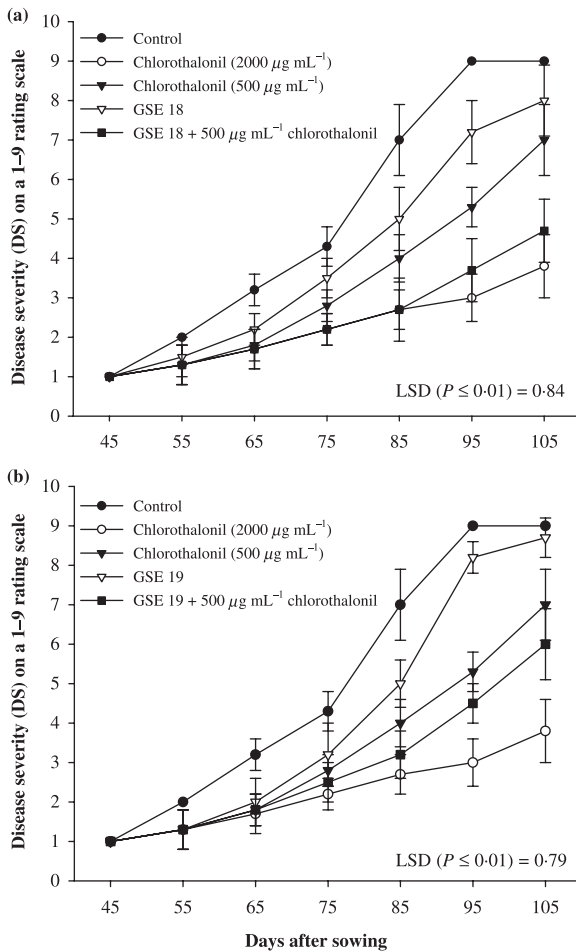 (a)
10
9
8
7
6
5
4
3
2
1
0
Disease severity (DS) on a 1–9 rating scale
Control
Chlorothalonil (2000 µg mL⁻¹)
Chlorothalonil (500 µg mL⁻¹)
GSE 18
GSE 18 + 500 µg mL⁻¹ chlorothalonil
LSD (P ≤ 0·01) = 0·84
45 55 65 75 85 95 105
(b)
10
9
8
7
6
5
4
3
2
1
0
Disease severity (DS) on a 1–9 rating scale
Control
Chlorothalonil (2000 µg mL⁻¹)
Chlorothalonil (500 µg mL⁻¹)
GSE 19
GSE 19 + 500 µg mL⁻¹ chlorothalonil
LSD (P ≤ 0·01) = 0·79
45 55 65 75 85 95 105
Days after sowing